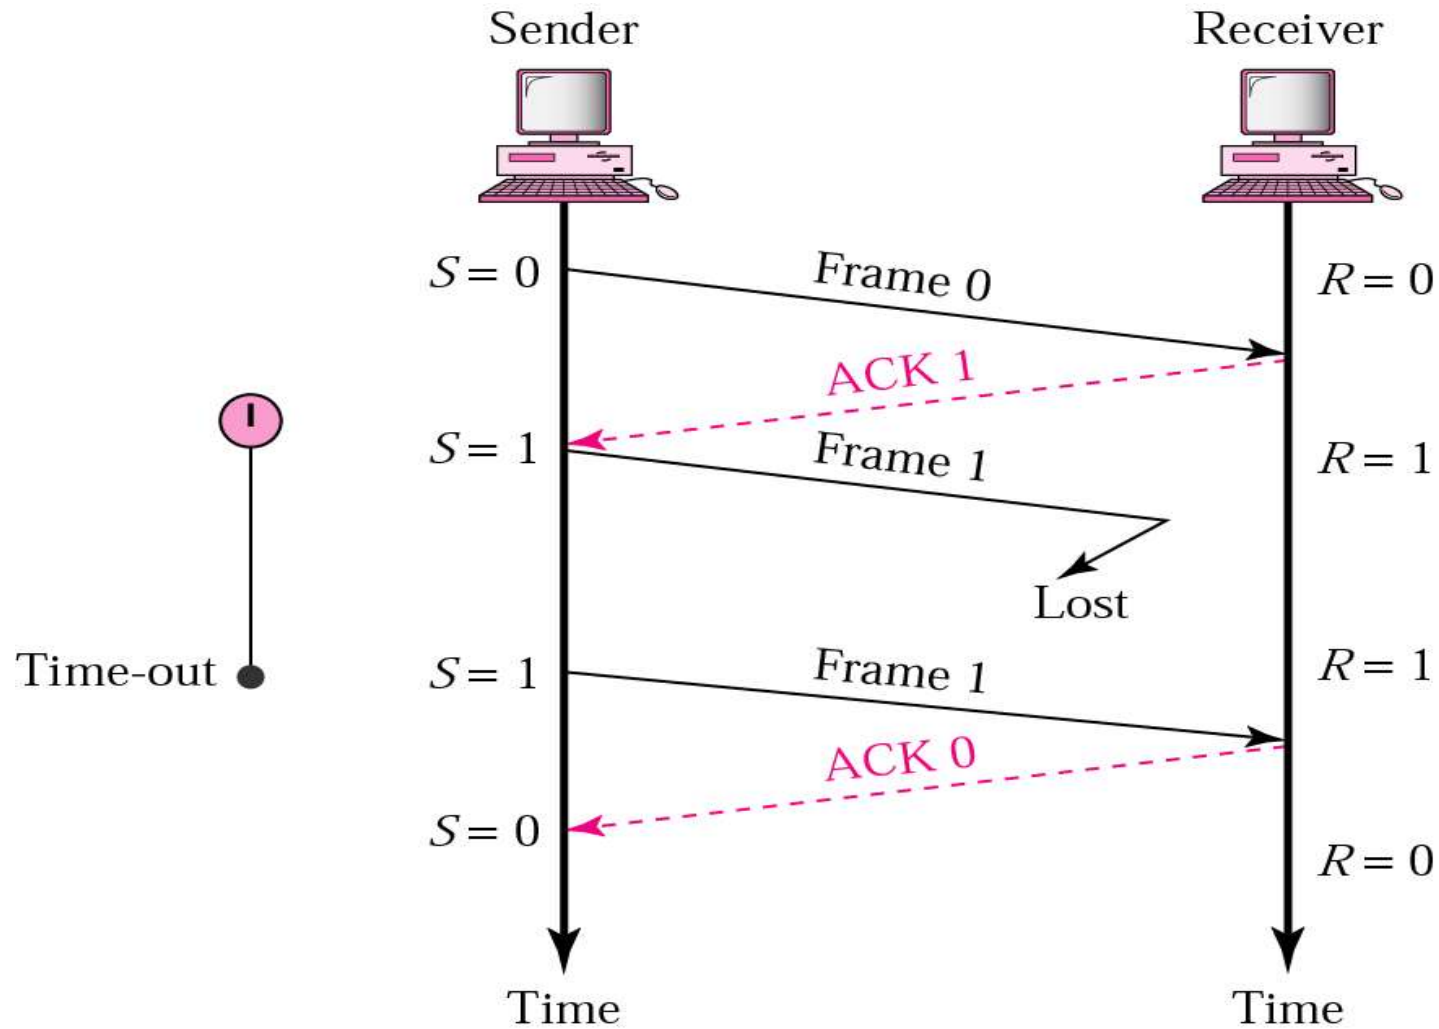 Sender
Receiver
S = 0
Frame 0
R = 0
ACK 1
S = 1
Frame 1
R = 1
Lost
Time-out
S = 1
Frame 1
R = 1
ACK 0
S = 0
R = 0
Time
Time